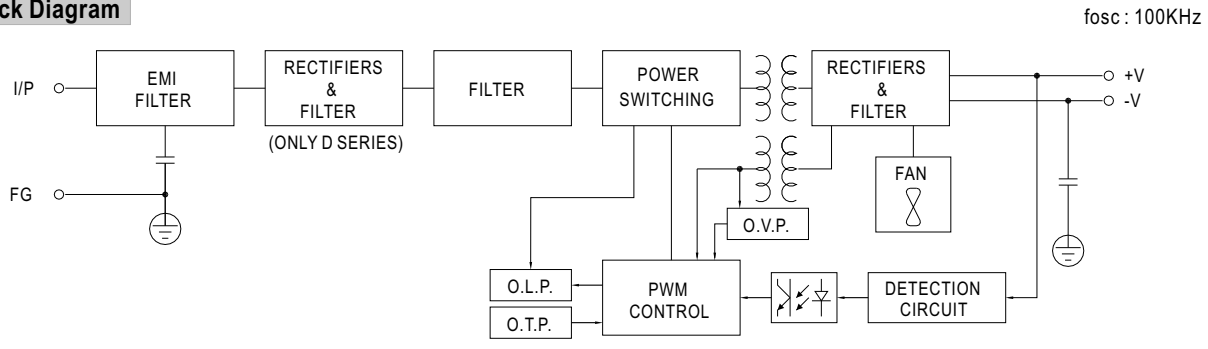 ck Diagram
fosc : 100KHz
I/P
EMI
FILTER
RECTIFIERS
&
FILTER
(ONLY D SERIES)
FILTER
POWER
SWITCHING
RECTIFIERS
&
FILTER
+V
-V
FG
FAN
O.V.P.
O.L.P.
O.T.P.
PWM
CONTROL
DETECTION
CIRCUIT